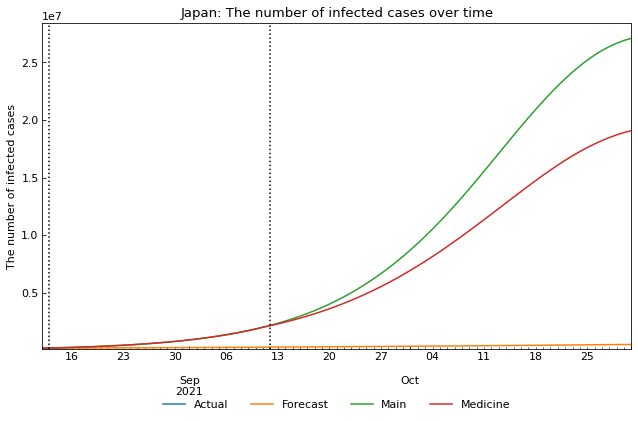 Japan: The number of infected cases over time
1e7
The number of infected cases
2.5
2.0
1.5
1.0
0.5
16 23 30 06 13 20 27 04 11 18 25
Sep Oct
2021
Actual Forecast Main Medicine